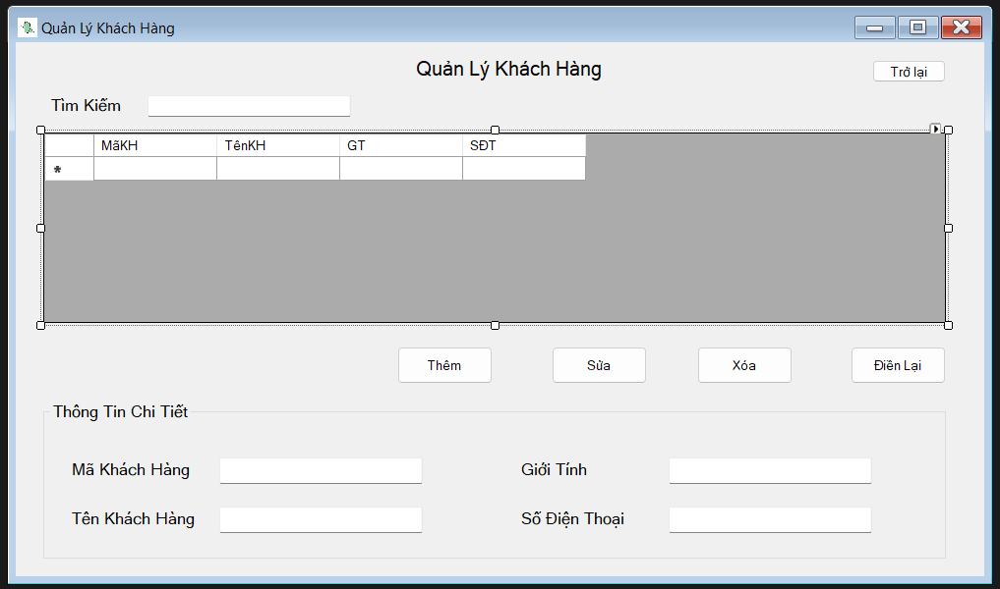 Quản Lý Khách Hàng
Quản Lý Khách Hàng
Trở lại
Tìm Kiếm
MãKH TênKH GT SĐT
*
Thêm Sửa Xóa Điền Lại
Thông Tin Chi Tiết
Mã Khách Hàng Giới Tính
Tên Khách Hàng Số Điện Thoại